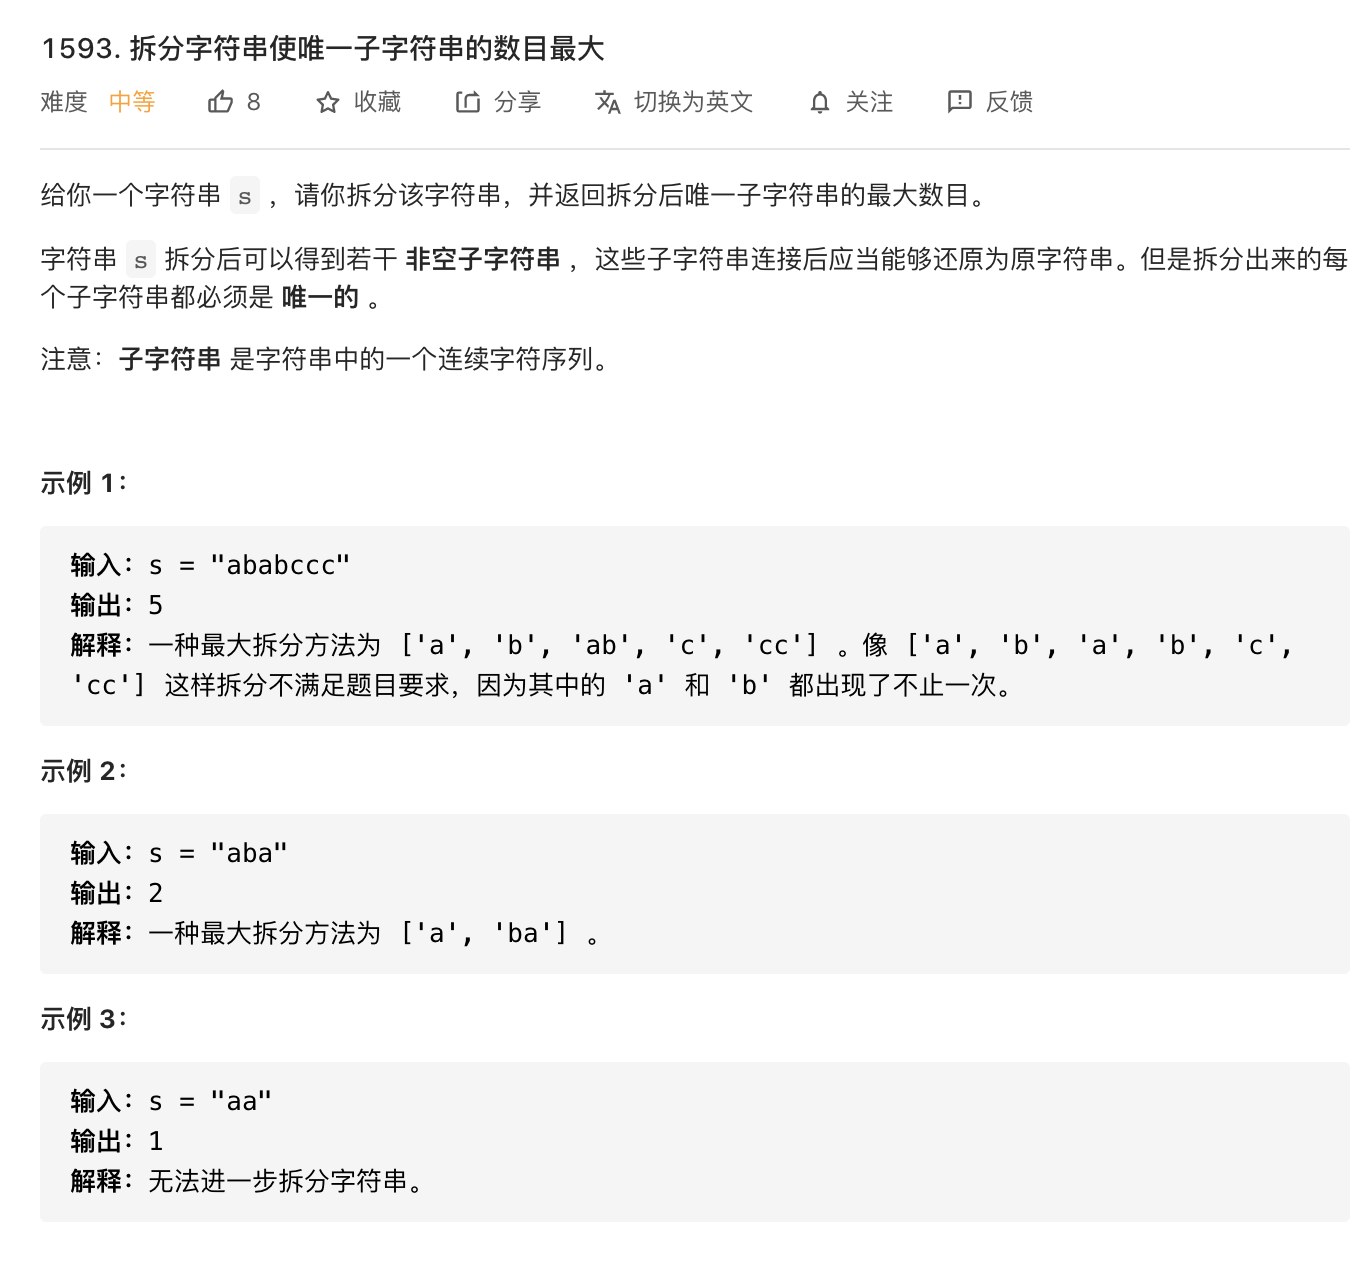 1593. 拆分字符串使唯一子字符串的数目最大
难度 中等 8 收藏 分享 切换为英文 关注 反馈
给你一个字符串 s ，请你拆分该字符串，并返回拆分后唯一子字符串的最大数目。
字符串 s 拆分后可以得到若干 非空子字符串 ，这些子字符串连接后应当能够还原为原字符串。但是拆分出来的每
个子字符串都必须是 唯一的 。
注意：子字符串 是字符串中的一个连续字符序列。
示例 1：
输入：s = "ababccc"
输出：5
解释：一种最大拆分方法为 ['a', 'b', 'ab', 'c', 'cc'] 。像 ['a', 'b', 'a', 'b', 'c',
'cc'] 这样拆分不满足题目要求，因为其中的 'a' 和 'b' 都出现了不止一次。
示例 2：
输入：s = "aba"
输出：2
解释：一种最大拆分方法为 ['a', 'ba'] 。
示例 3：
输入：s = "aa"
输出：1
解释：无法进一步拆分字符串。